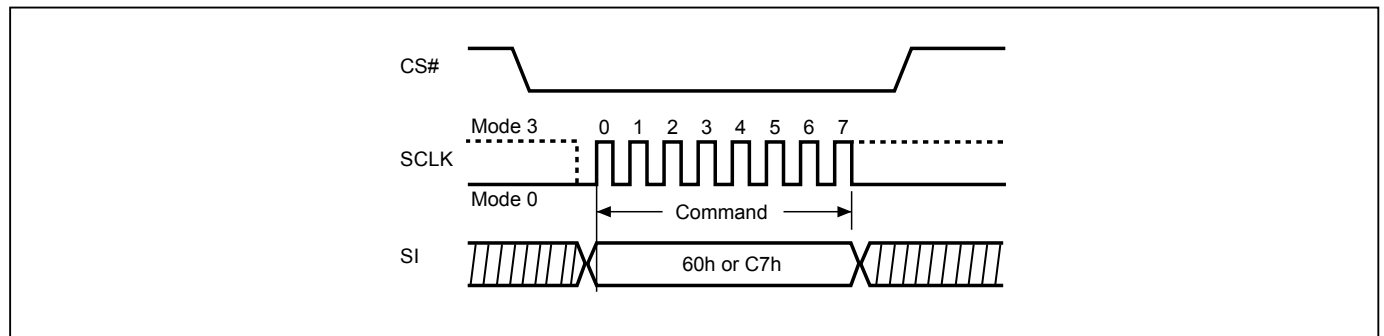 CS#
Mode 3
0 1 2 3 4 5 6 7
SCLK
Mode 0
Command
SI
60h or C7h